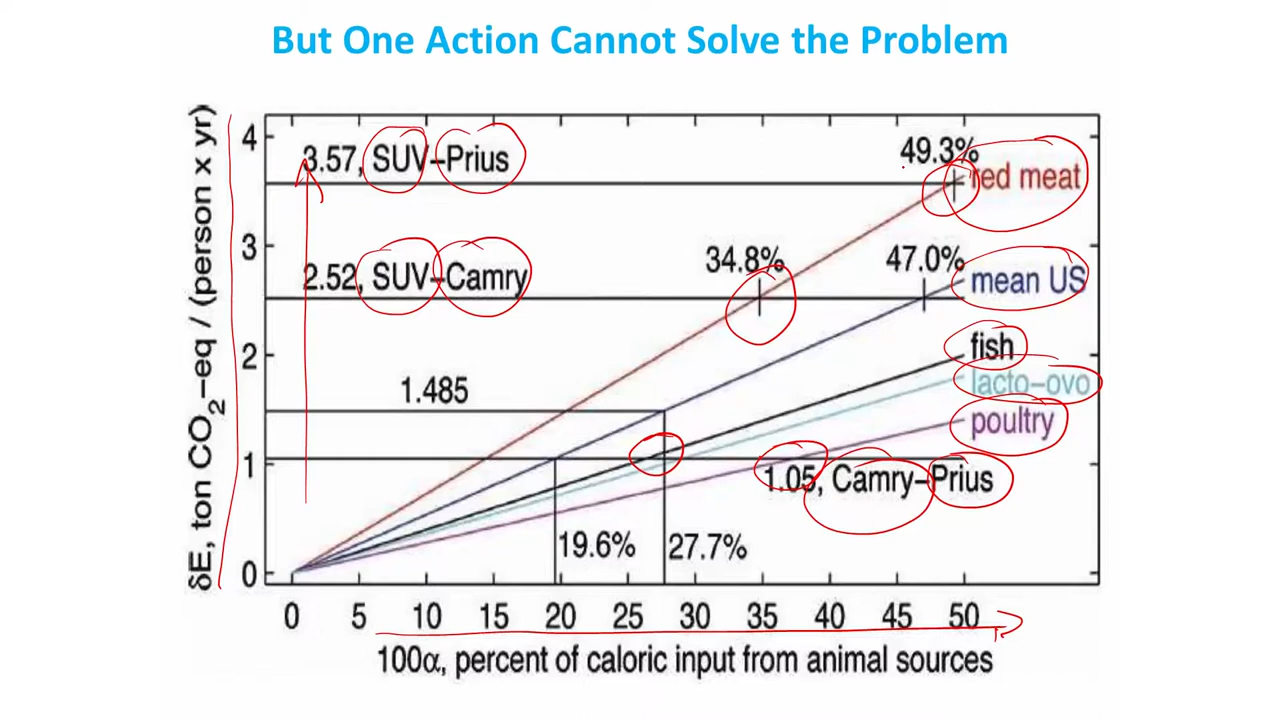 But One Action Cannot Solve the Problem
δE, ton CO₂−eq / (person x yr)
4
3
2
1
0
3.57, SUV−Prius
49.3%
red meat
2.52, SUV−Camry
34.8%
47.0%
mean US
fish
lacto−ovo
1.485
poultry
1.05, Camry−Prius
19.6%
27.7%
0 5 10 15 20 25 30 35 40 45 50
100α, percent of caloric input from animal sources